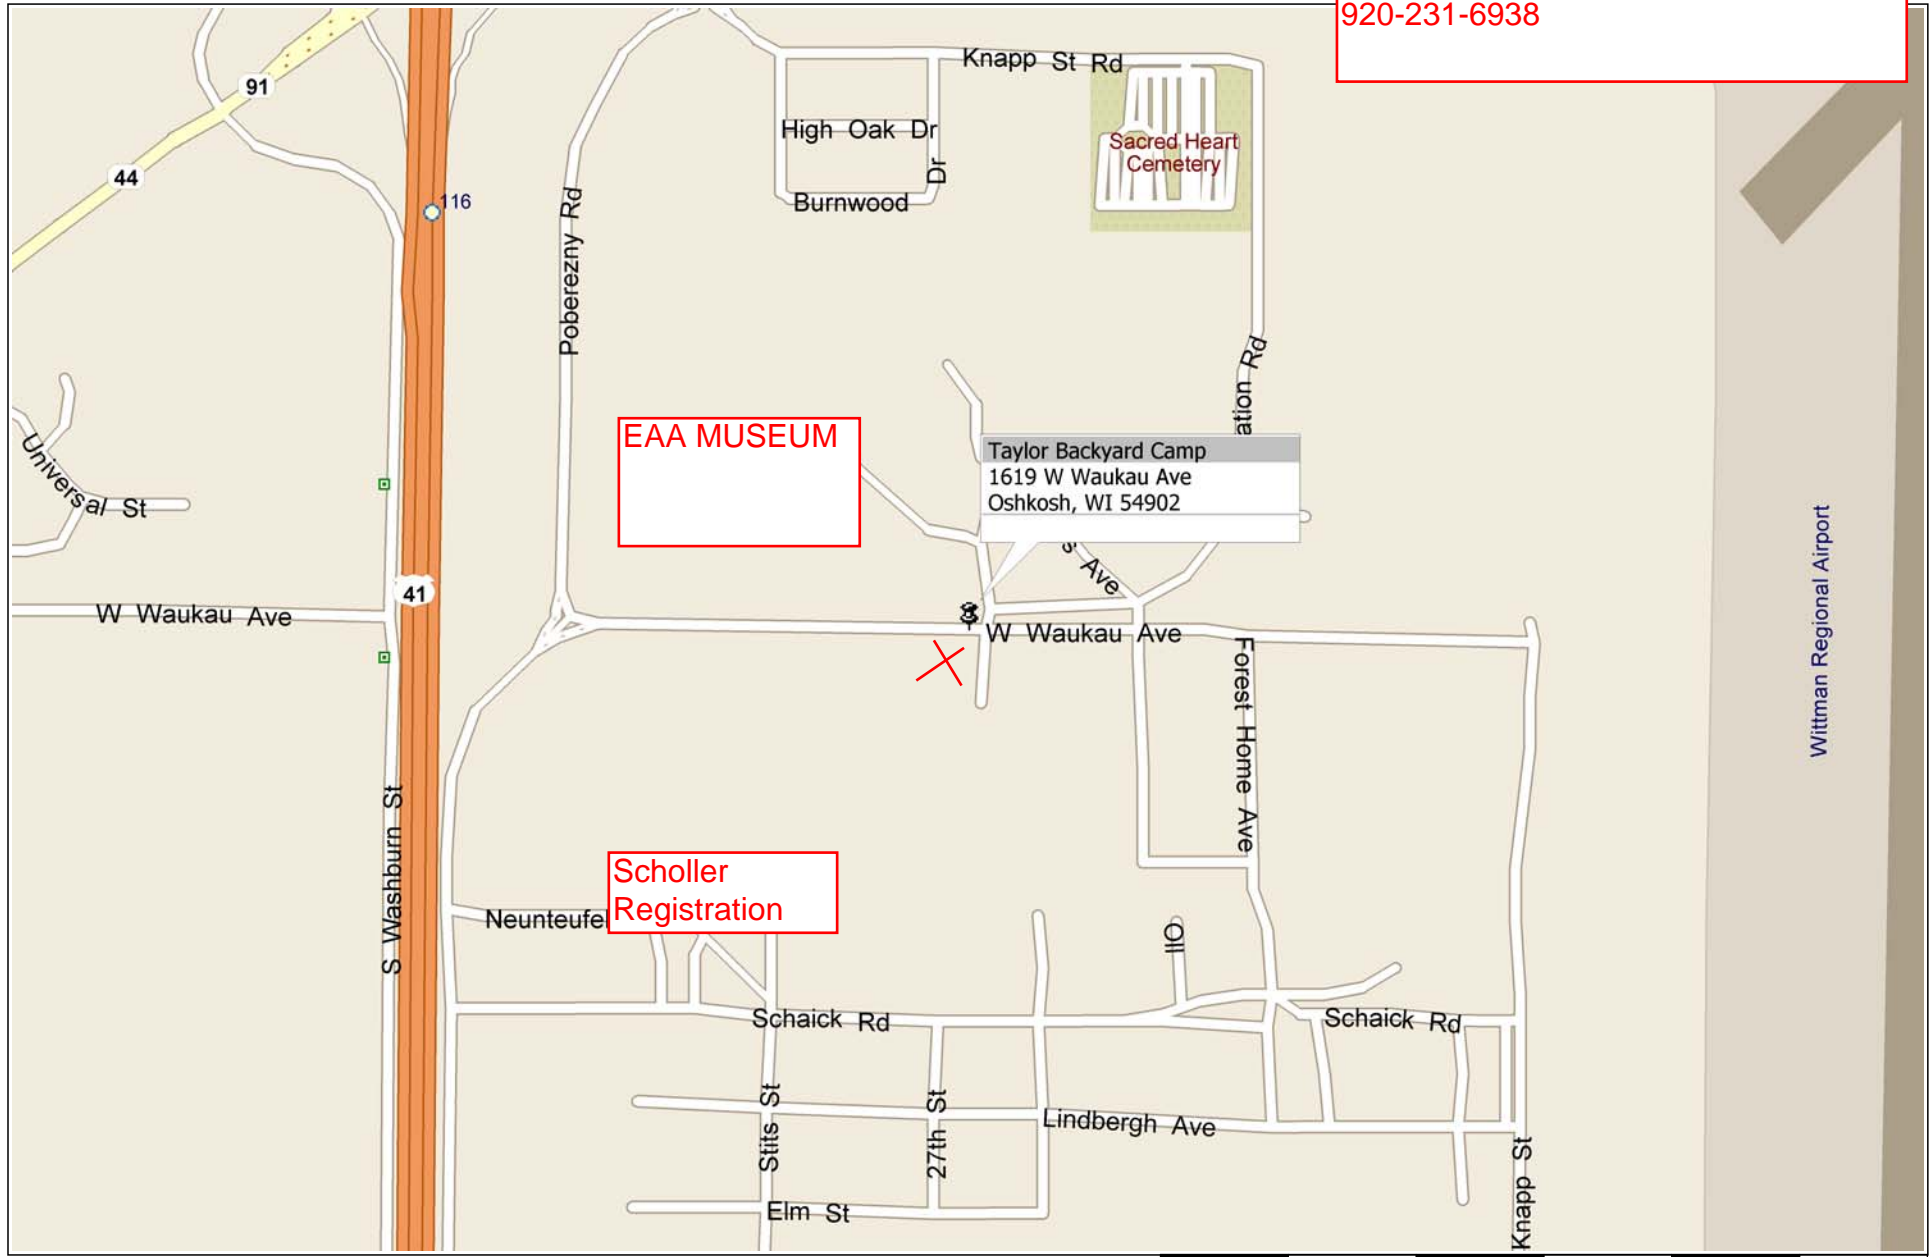 920-231-6938
Knapp St Rd
91
High Oak Dr
Sacred Heart
Cemetery
44
Dr
116
Burnwood
Poberezny Rd
ation Rd
EAA MUSEUM
Taylor Backyard Camp
1619 W Waukau Ave
Oshkosh, WI 54902
Universal St
s Ave
41
W Waukau Ave
W Waukau Ave
Wittman Regional Airport
Forest Home Ave
S Washburn St
Scholler
Registration
Neunteufel
Oll
Schaick Rd
Schaick Rd
Stits St
27th St
Lindbergh Ave
Knapp St
Elm St